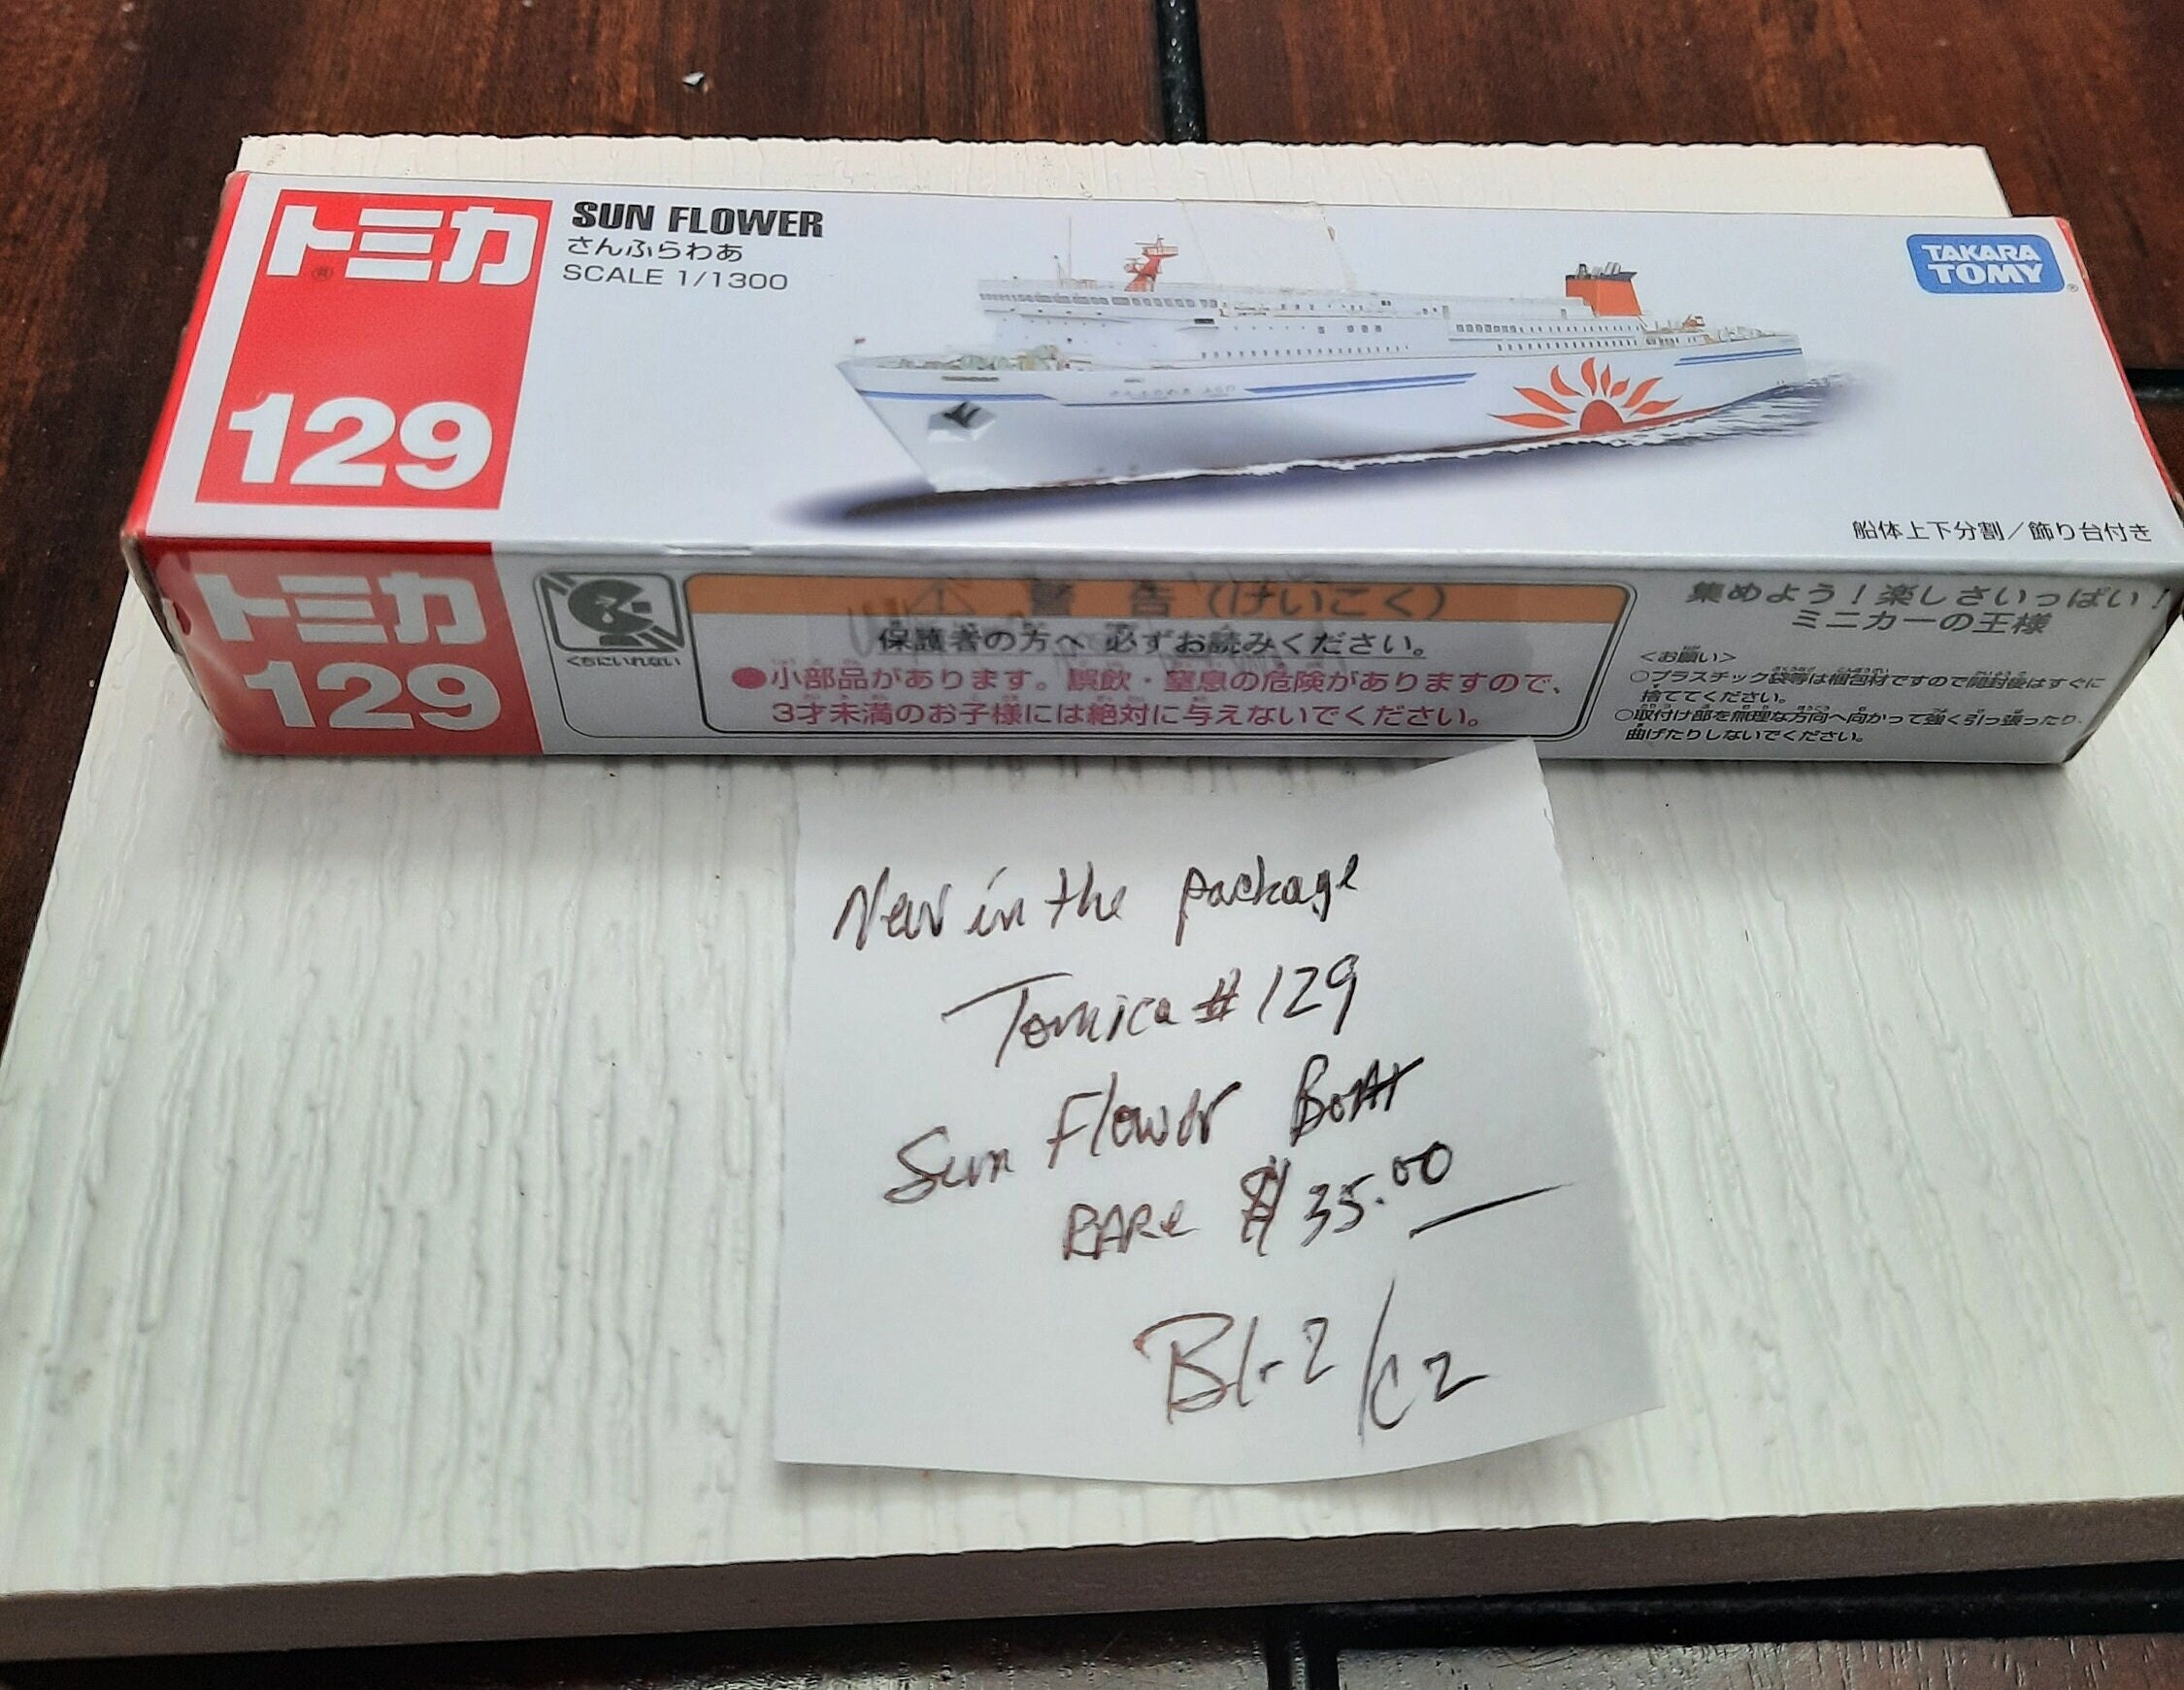 トミカ
129
SUN FLOWER
さんふらわあ
SCALE 1/1300
TAKARA
TOMY
船体上下分割／飾り台付き
トミカ
129
くちにいれない
警告（けいこく）
保護者の方へ 必ずお読みください。
●小部品があります。誤飲・窒息の危険がありますので、
3才未満のお子様には絶対に与えないでください。
集めよう！楽しさいっぱい！
ミニカーの王様
<お願い>
○プラスチック袋等は梱包材ですので開封後はすぐに
捨ててください。
○取付け部を無理な方向へ向かって強く引っ張ったり、
曲げたりしないでください。
New in the package
Tomica # 129
Sun Flower Boat
RARe $35.00
B1-2/C2